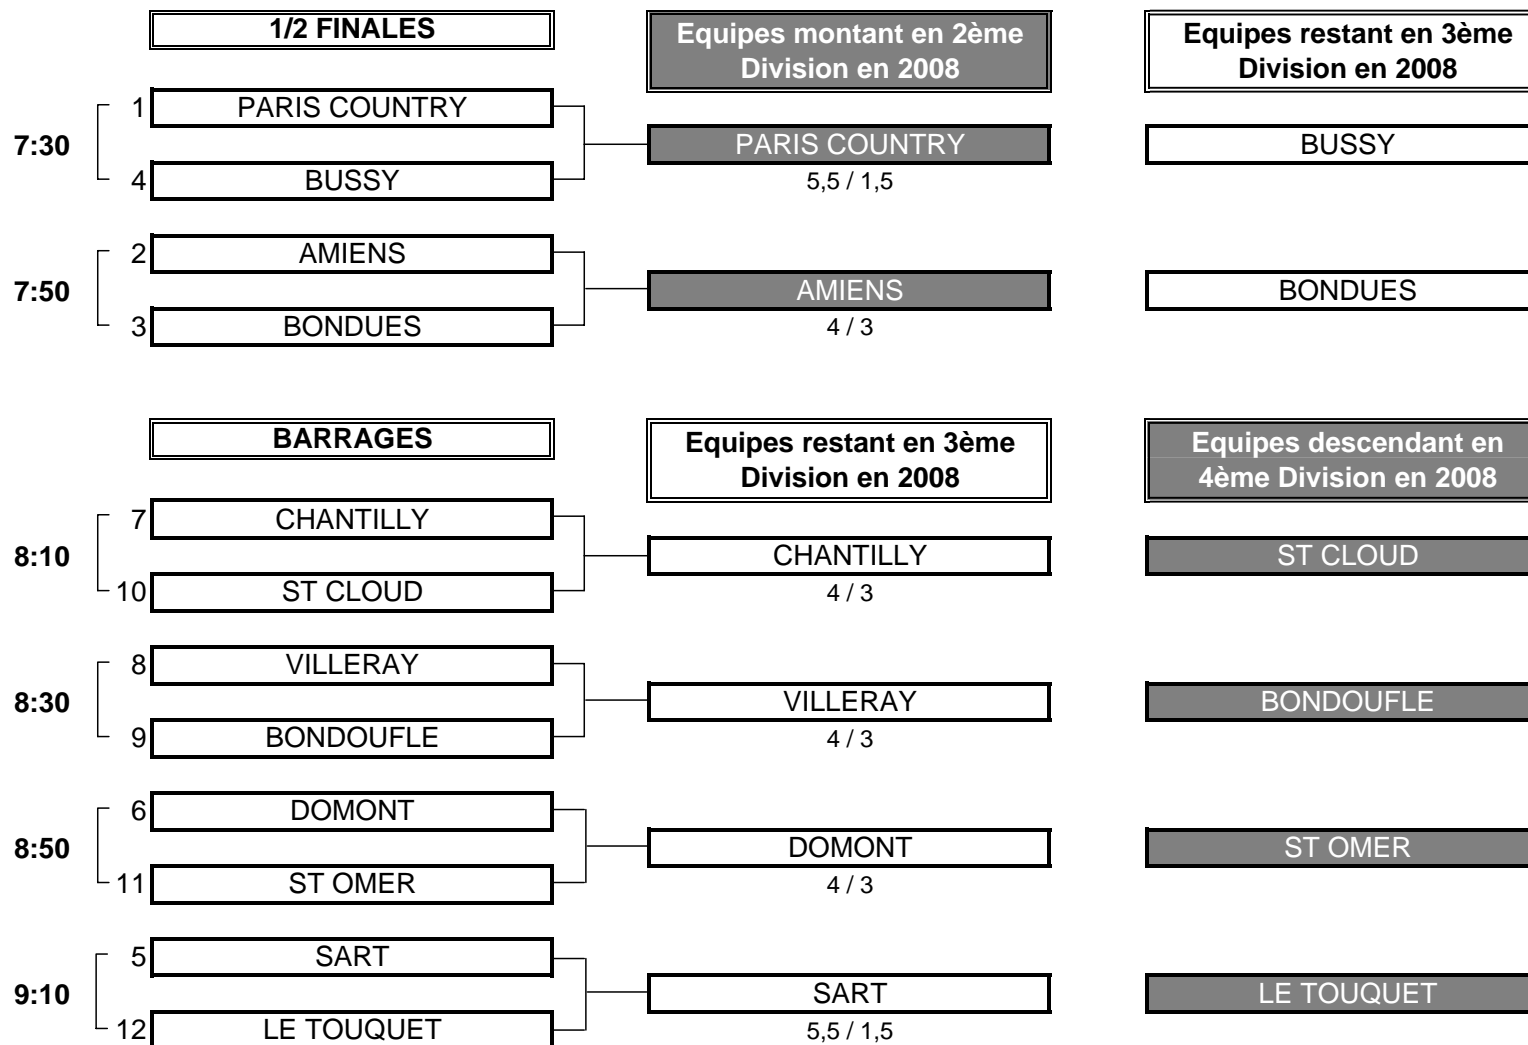 1/2 FINALES
Equipes montant en 2ème
Division en 2008
Equipes restant en 3ème
Division en 2008
7:30
1 PARIS COUNTRY
4 BUSSY
PARIS COUNTRY
5,5 / 1,5
BUSSY
7:50
2 AMIENS
3 BONDUES
AMIENS
4 / 3
BONDUES
BARRAGES
Equipes restant en 3ème
Division en 2008
Equipes descendant en
4ème Division en 2008
8:10
7 CHANTILLY
10 ST CLOUD
CHANTILLY
4 / 3
ST CLOUD
8:30
8 VILLERAY
9 BONDOUFLE
VILLERAY
4 / 3
BONDOUFLE
8:50
6 DOMONT
11 ST OMER
DOMONT
4 / 3
ST OMER
9:10
5 SART
12 LE TOUQUET
SART
5,5 / 1,5
LE TOUQUET